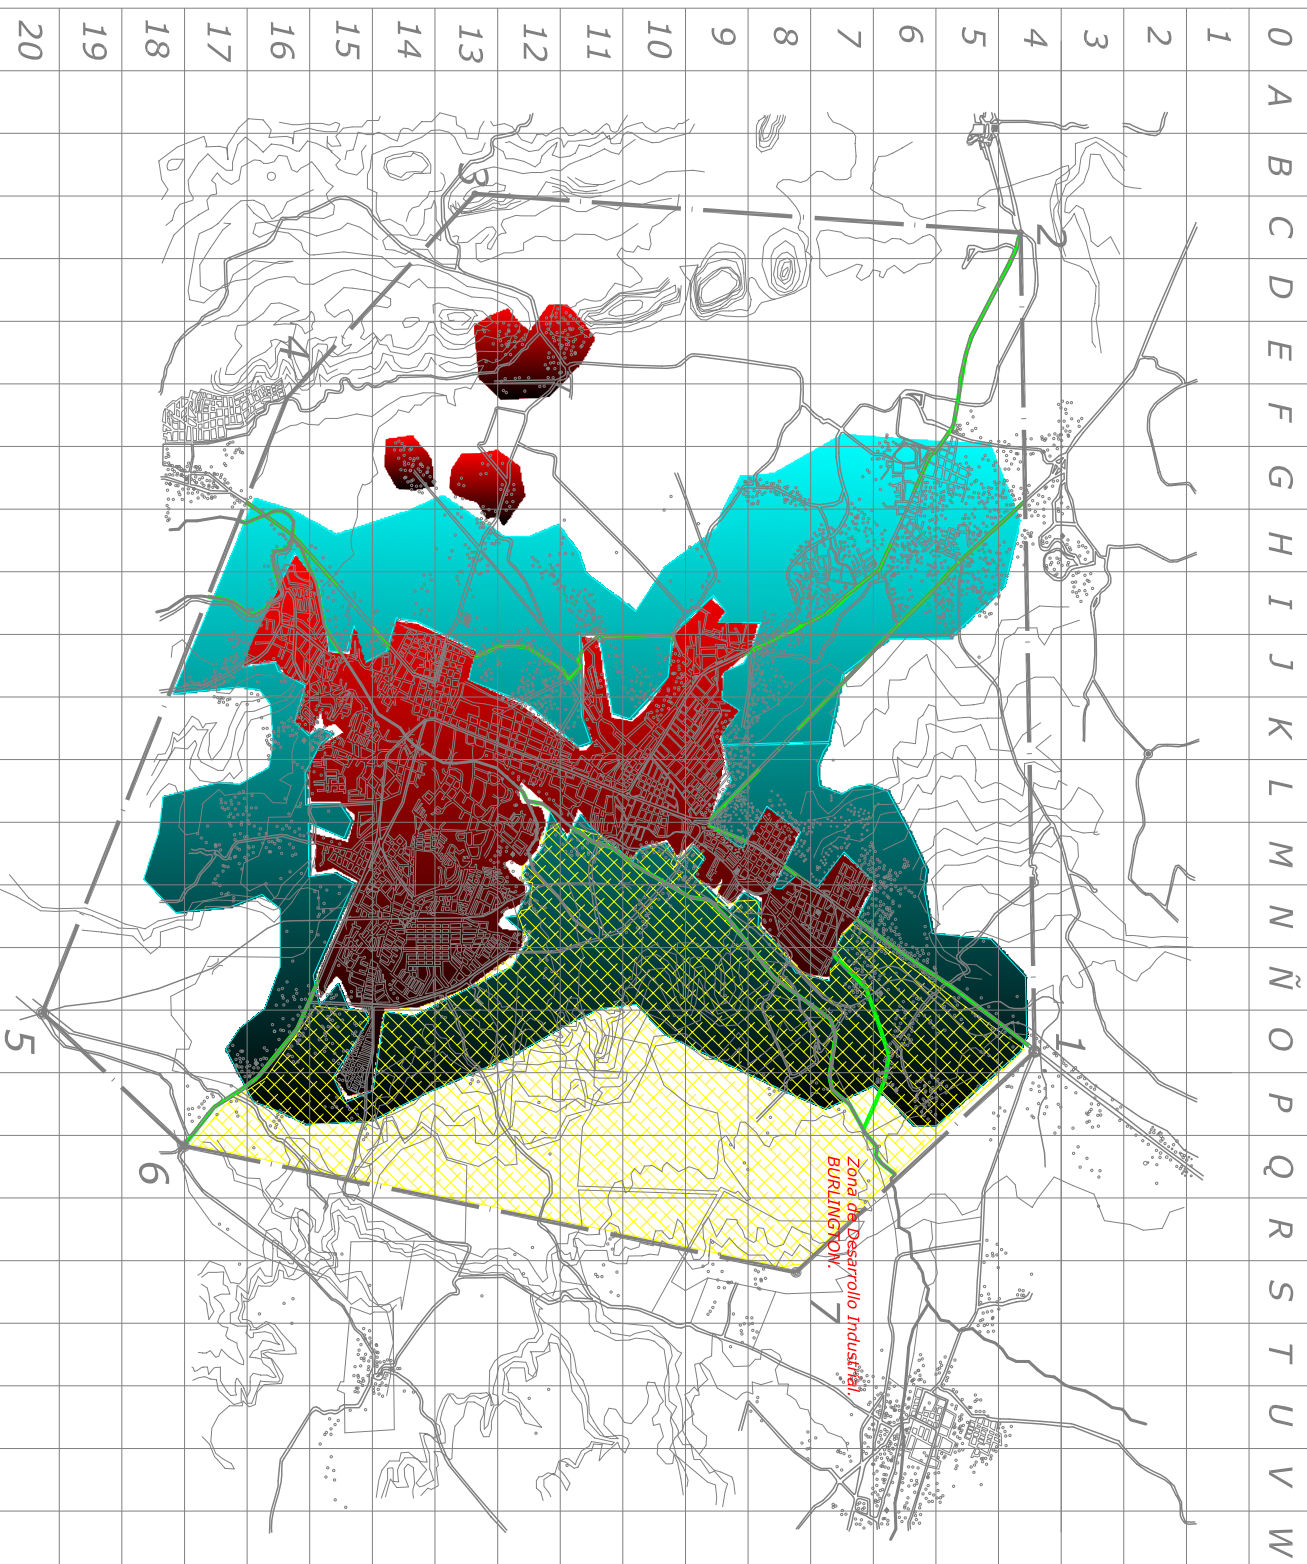 0 1 2 3 4 5 6 7 8 9 10 11 12 13 14 15 16 17 18 19 20
A
B
C
D
E
F
G
H
I
J
K
L
M
N
Ñ
O
P
Q
R
S
T
U
V
W
1
2
3
4
5
6
7
Zona de Desarrollo Industrial.
BURLINGTON.